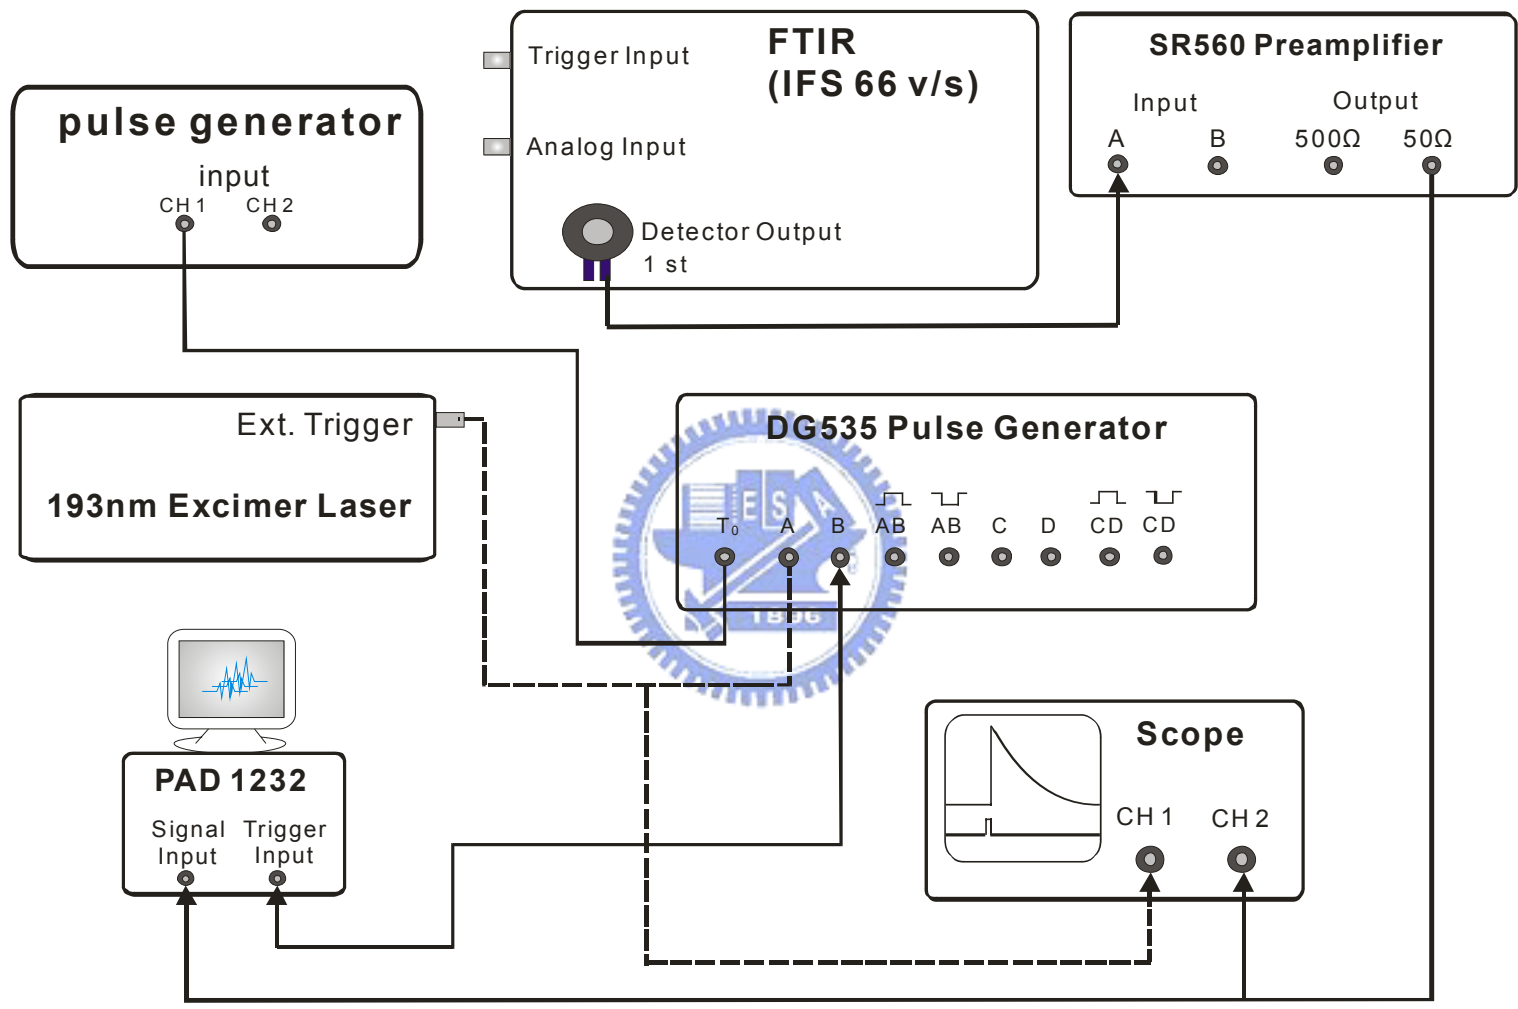 pulse generator
input
CH 1 CH 2
FTIR
(IFS 66 v/s)
Trigger Input
Analog Input
Detector Output
1 st
SR560 Preamplifier
Input Output
A B 500Ω 50Ω
Ext. Trigger
193nm Excimer Laser
DG535 Pulse Generator
T0 A B AB AB C D CD CD
ESA
1896
PAD 1232
Signal Input
Trigger Input
Scope
CH 1 CH 2